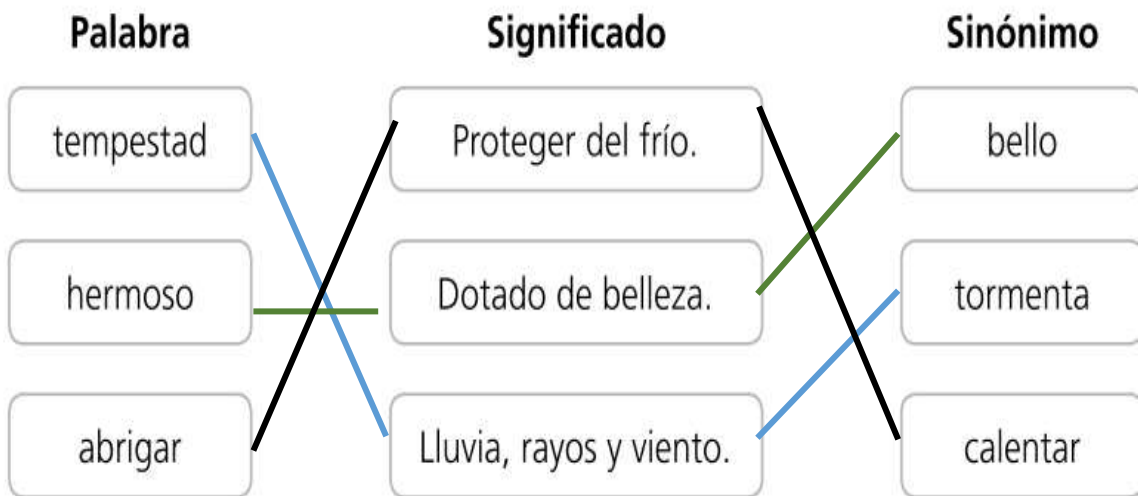 Palabra Significado Sinónimo
tempestad Proteger del frío. bello
hermoso Dotado de belleza. tormenta
abrigar Lluvia, rayos y viento. calentar